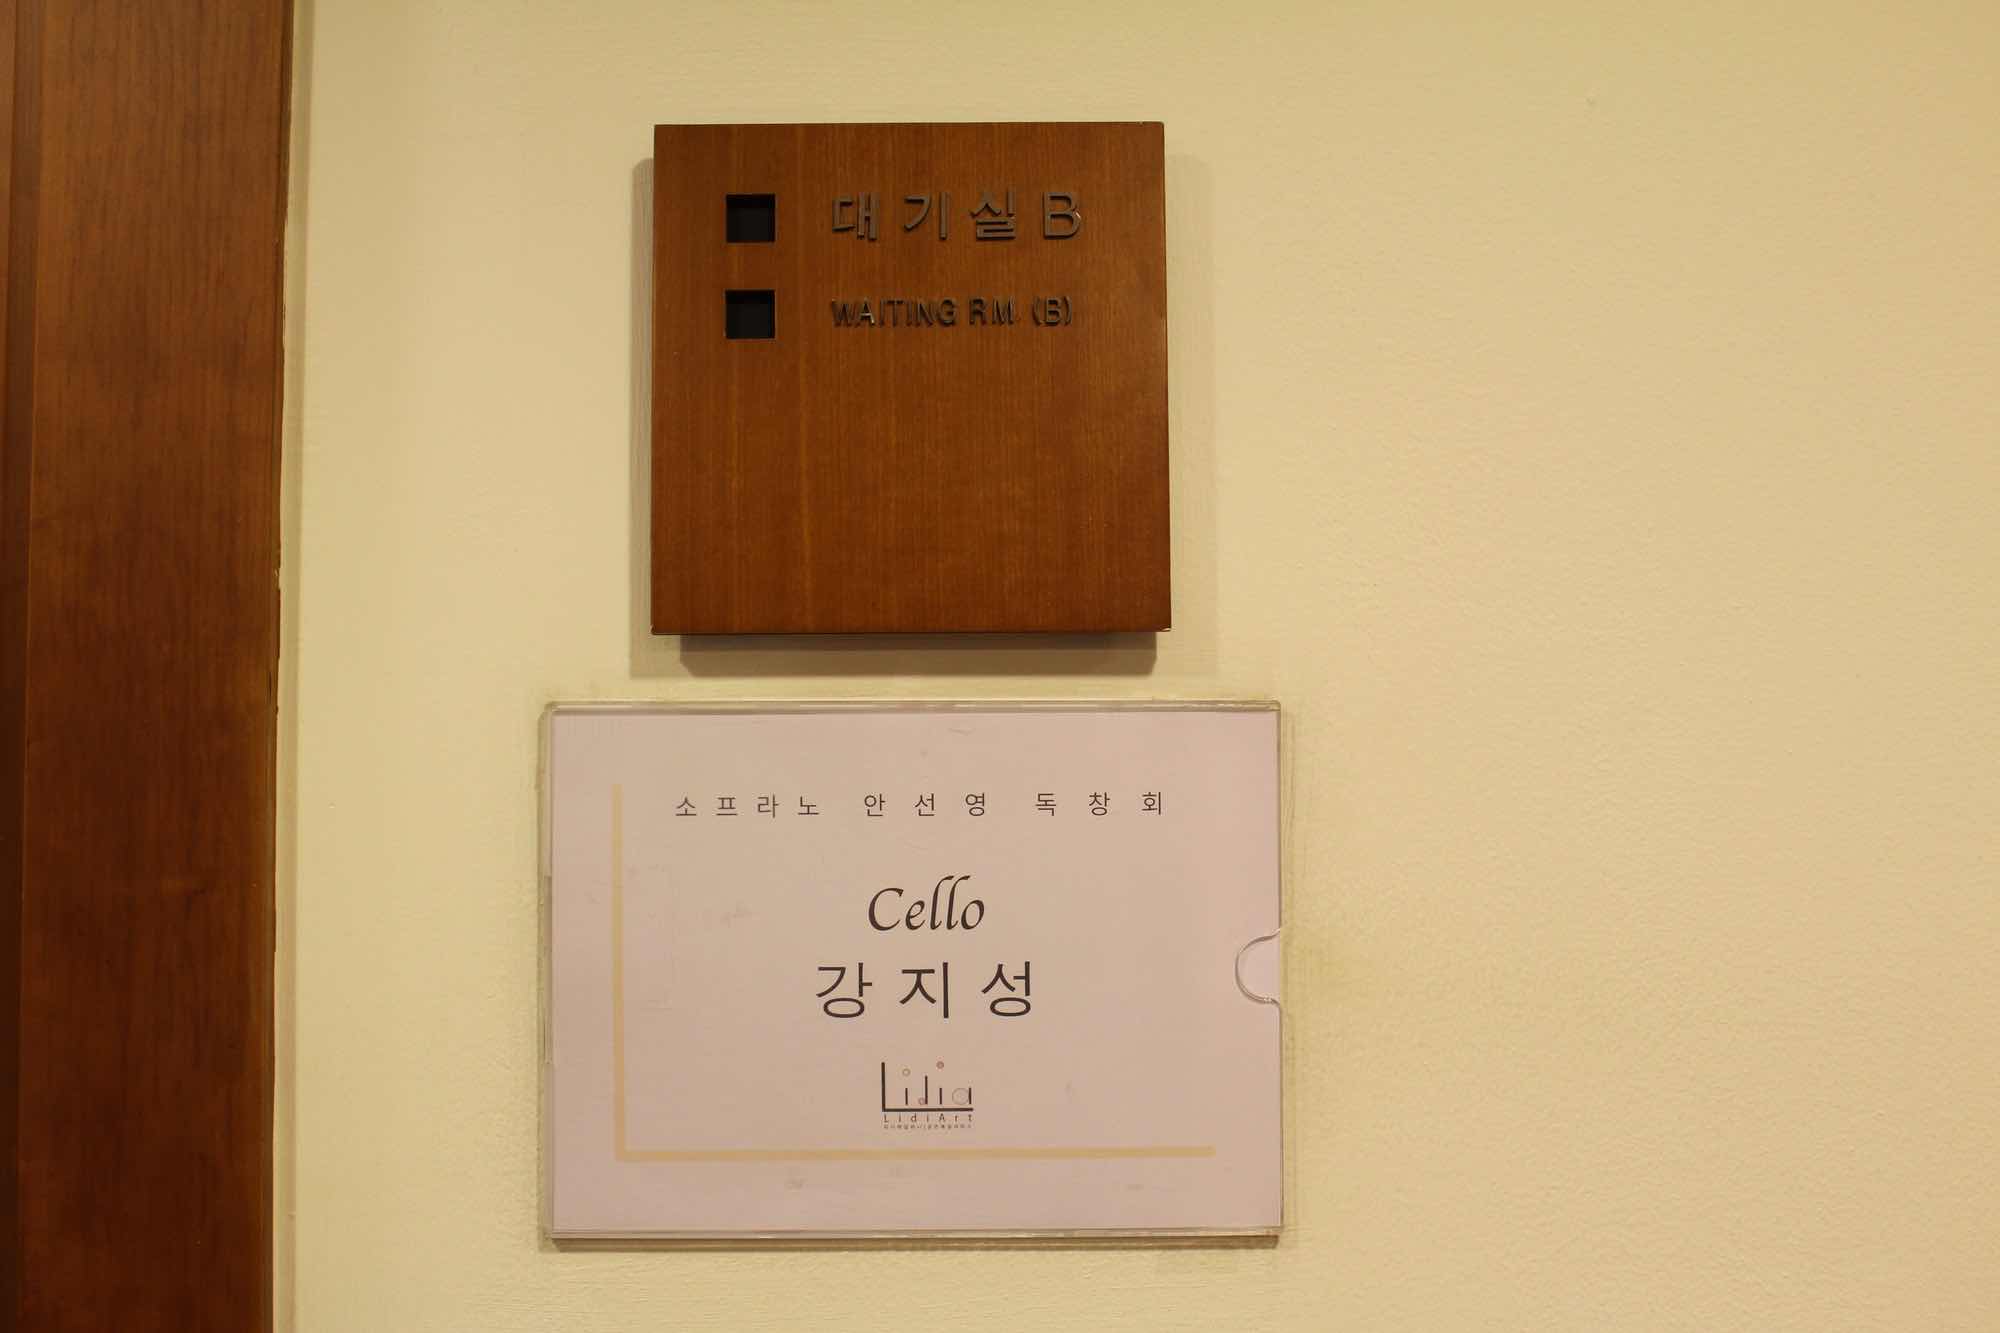 대기실 B
WAITING RM. (B)
소프라노 안선영 독창회
Cello
강지성
Lidia
LidiArt